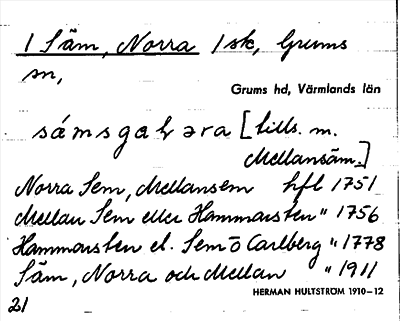 1 Säm, Norra 1 sk, Grums
sn,
Grums hd, Värmlands län
sámsgaḷɩ əra [tills. m.
Mellansäm.]
Norra Sem, Mellansem hfl 1751
Mellan Sem eller Hammarsten " 1756
Hammarsten el. Sem ō Carlberg " 1778
Säm, Norra och Mellan " 1911
HERMAN HULTSTRÖM 1910–12
21